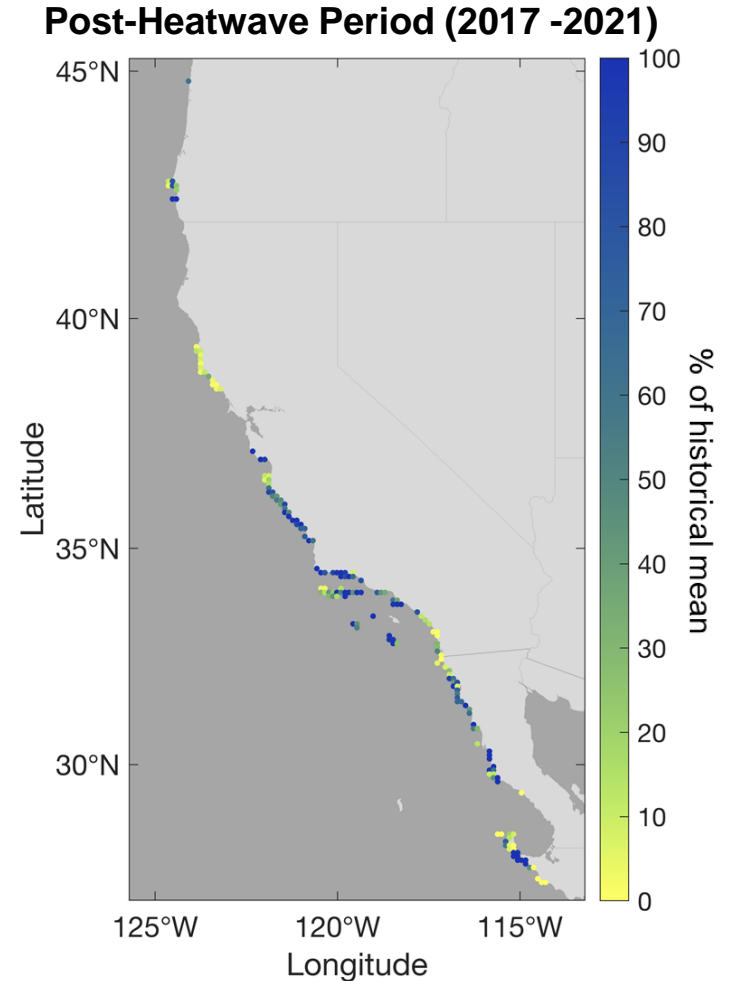 Post-Heatwave Period (2017 -2021)
45°N
40°N
35°N
30°N
Latitude
125°W
120°W
115°W
Longitude
100
90
80
70
60
50
40
30
20
10
0
% of historical mean